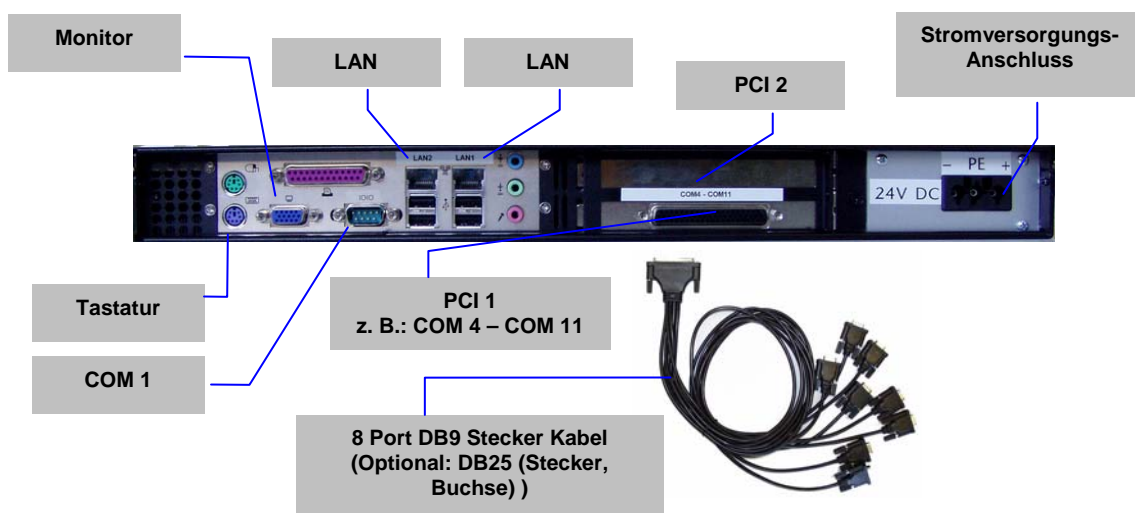 Monitor
LAN
LAN
PCI 2
Stromversorgungs-
Anschluss
LAN2
LAN1
COM4 - COM11
24V DC
− PE +
Tastatur
COM 1
PCI 1
z. B.: COM 4 – COM 11
8 Port DB9 Stecker Kabel
(Optional: DB25 (Stecker,
Buchse) )